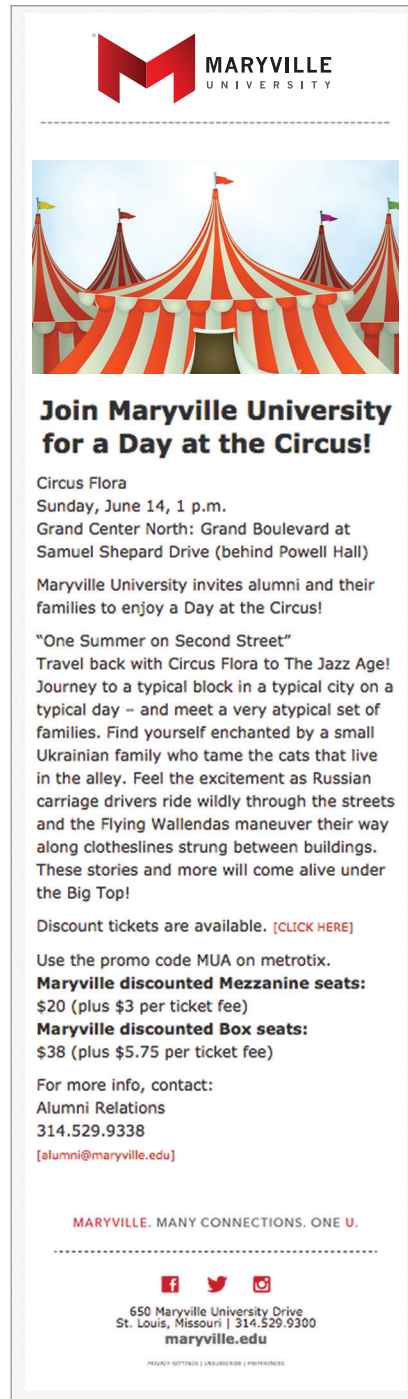 MARYVILLE
UNIVERSITY
Join Maryville University
for a Day at the Circus!
Circus Flora
Sunday, June 14, 1 p.m.
Grand Center North: Grand Boulevard at
Samuel Shepard Drive (behind Powell Hall)
Maryville University invites alumni and their
families to enjoy a Day at the Circus!
“One Summer on Second Street”
Travel back with Circus Flora to The Jazz Age!
Journey to a typical block in a typical city on a
typical day – and meet a very atypical set of
families. Find yourself enchanted by a small
Ukrainian family who tame the cats that live
in the alley. Feel the excitement as Russian
carriage drivers ride wildly through the streets
and the Flying Wallendas maneuver their way
along clotheslines strung between buildings.
These stories and more will come alive under
the Big Top!
Discount tickets are available. [CLICK HERE]
Use the promo code MUA on metrotix.
Maryville discounted Mezzanine seats:
$20 (plus $3 per ticket fee)
Maryville discounted Box seats:
$38 (plus $5.75 per ticket fee)
For more info, contact:
Alumni Relations
314.529.9338
[alumni@maryville.edu]
MARYVILLE. MANY CONNECTIONS. ONE U.
650 Maryville University Drive
St. Louis, Missouri | 314.529.9300
maryville.edu
PRIVACY SETTINGS | UNSUBSCRIBE | PREFERENCES